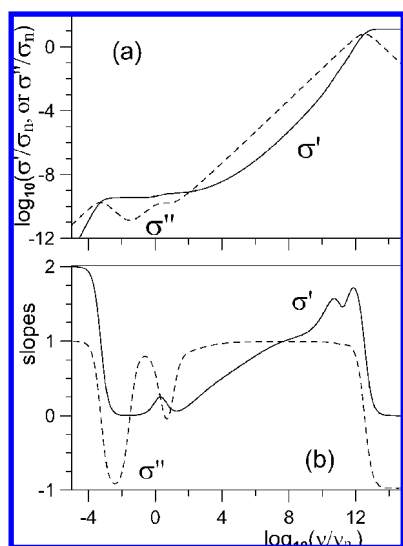 log10(σ'/σn, or σ''/σn)
0
-4
-8
-12
(a)
σ'
σ''
slopes
2
1
0
-1
σ'
σ''
(b)
-4 0 4 8 12
log10(ν/νn)